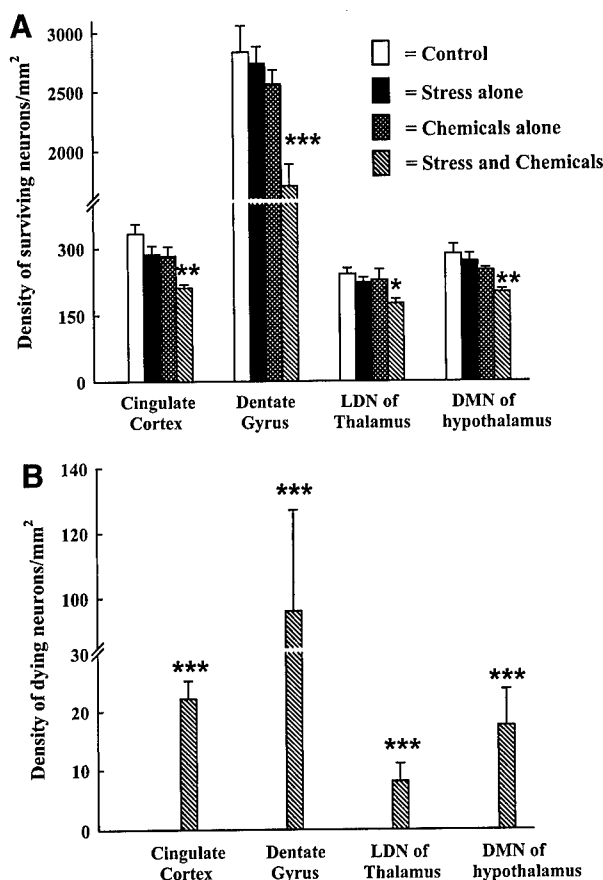 A
3000
2500
2000
300
150
0
Density of surviving neurons/mm²
= Control
= Stress alone
= Chemicals alone
= Stress and Chemicals
**
***
*
**
Cingulate Cortex
Dentate Gyrus
LDN of Thalamus
DMN of hypothalamus
B
140
120
100
30
20
10
0
Density of dying neurons/mm²
***
***
***
***
Cingulate Cortex
Dentate Gyrus
LDN of Thalamus
DMN of hypothalamus